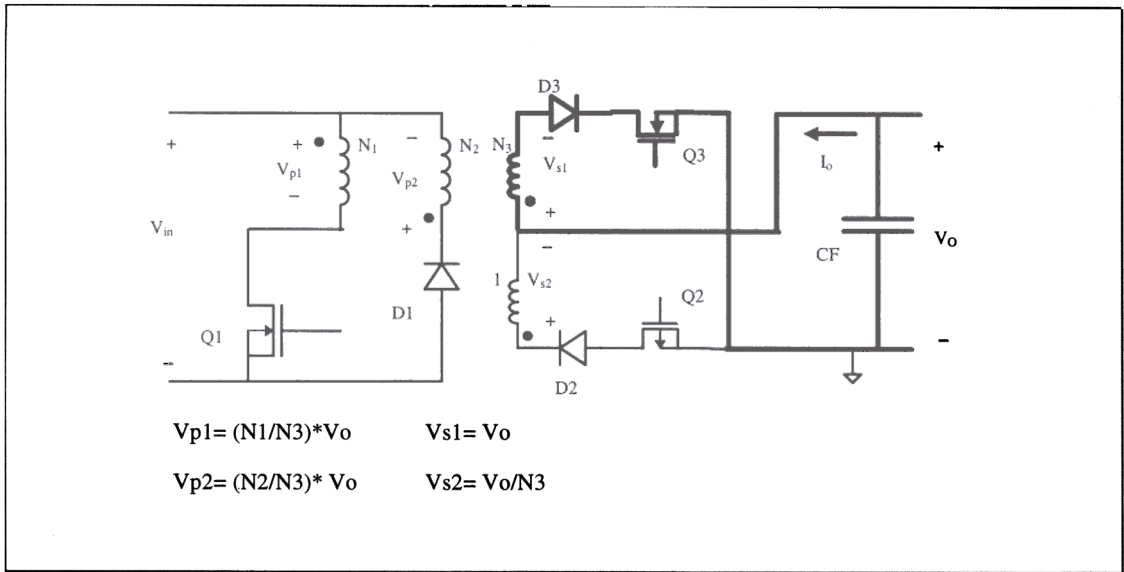 D3
+ + − N₁ − N₂ N₃ − Vs1 Q3 Iₒ +
Vp1 Vp2
− + +
Vin − CF Vo
1 Vs2 Q2
D1 +
Q1
− D2 −
Vp1= (N1/N3)*Vo Vs1= Vo
Vp2= (N2/N3)* Vo Vs2= Vo/N3